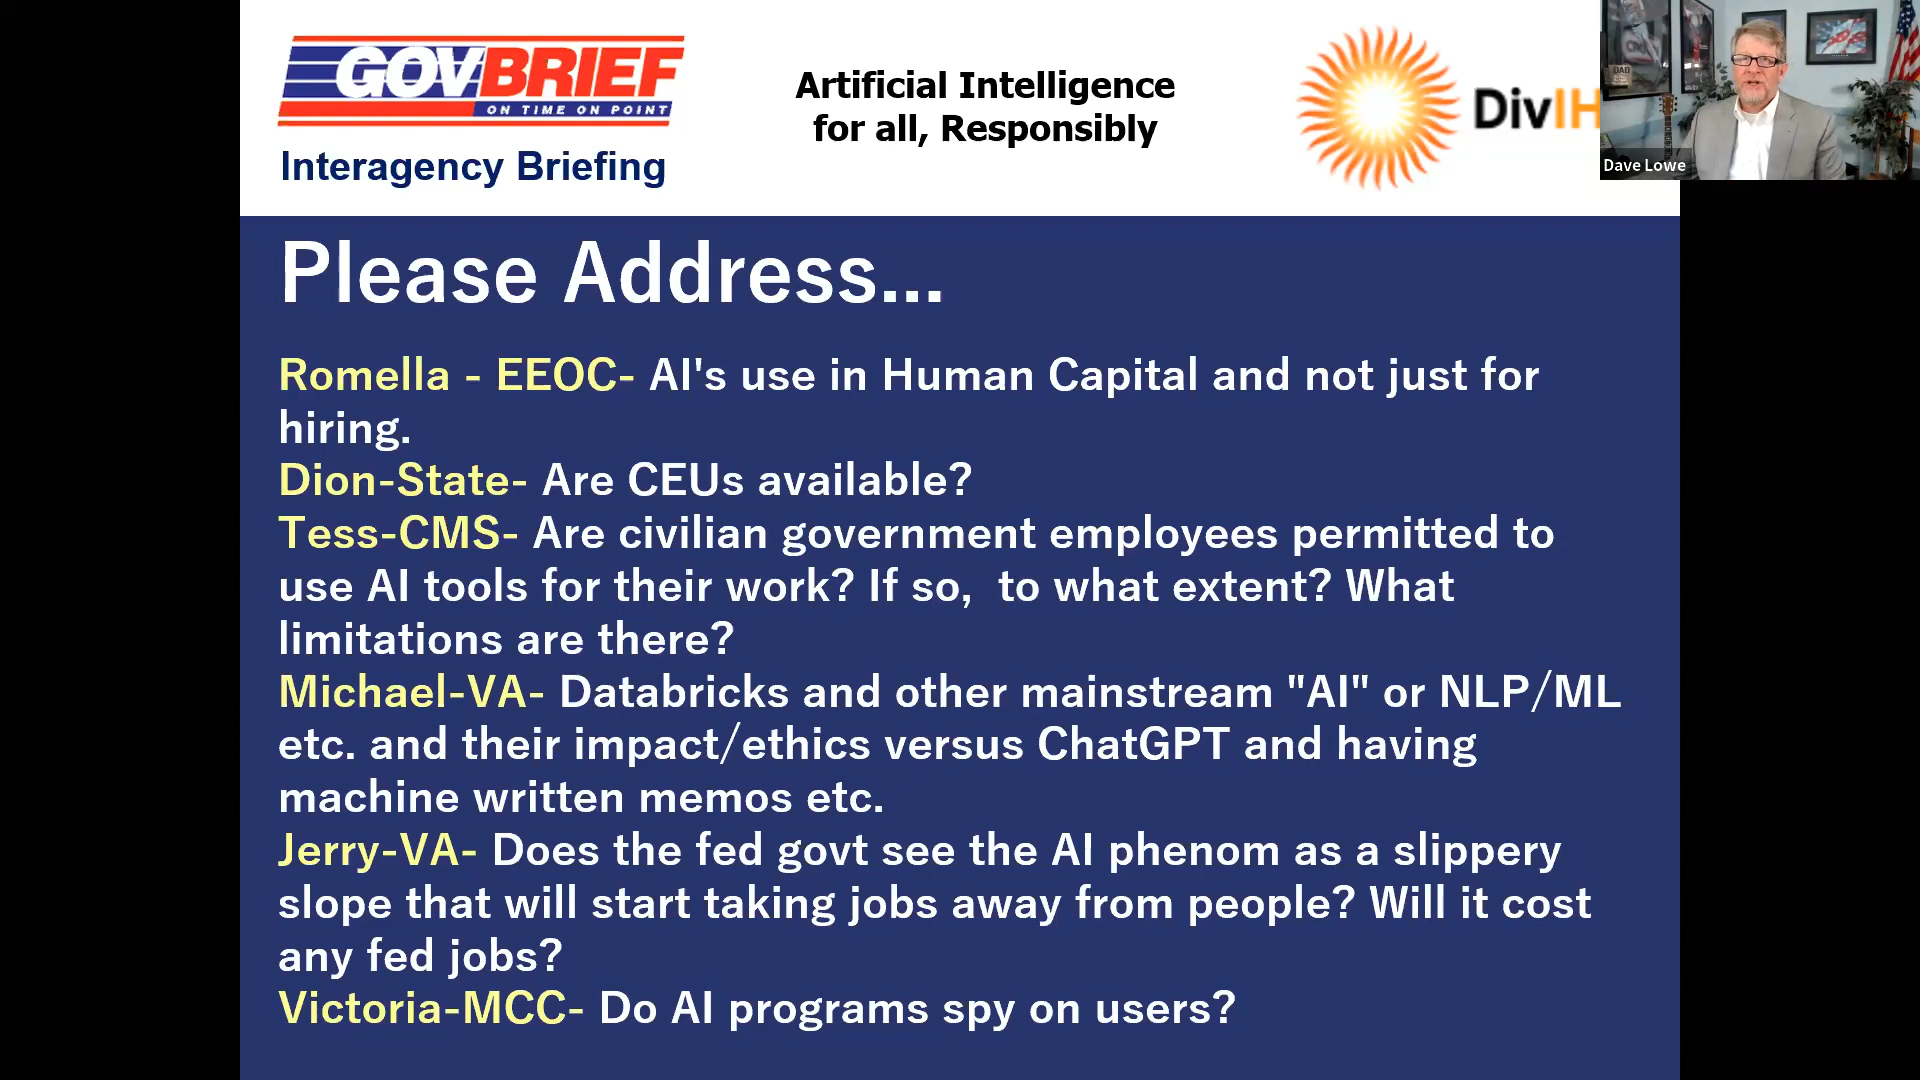 GOVBRIEF
ON TIME ON POINT
Interagency Briefing
Artificial Intelligence
for all, Responsibly
DivIH
DAD
Dave Lowe
Please Address...
Romella - EEOC- AI's use in Human Capital and not just for
hiring.
Dion-State- Are CEUs available?
Tess-CMS- Are civilian government employees permitted to
use AI tools for their work? If so,  to what extent? What
limitations are there?
Michael-VA- Databricks and other mainstream "AI" or NLP/ML
etc. and their impact/ethics versus ChatGPT and having
machine written memos etc.
Jerry-VA- Does the fed govt see the AI phenom as a slippery
slope that will start taking jobs away from people? Will it cost
any fed jobs?
Victoria-MCC- Do AI programs spy on users?